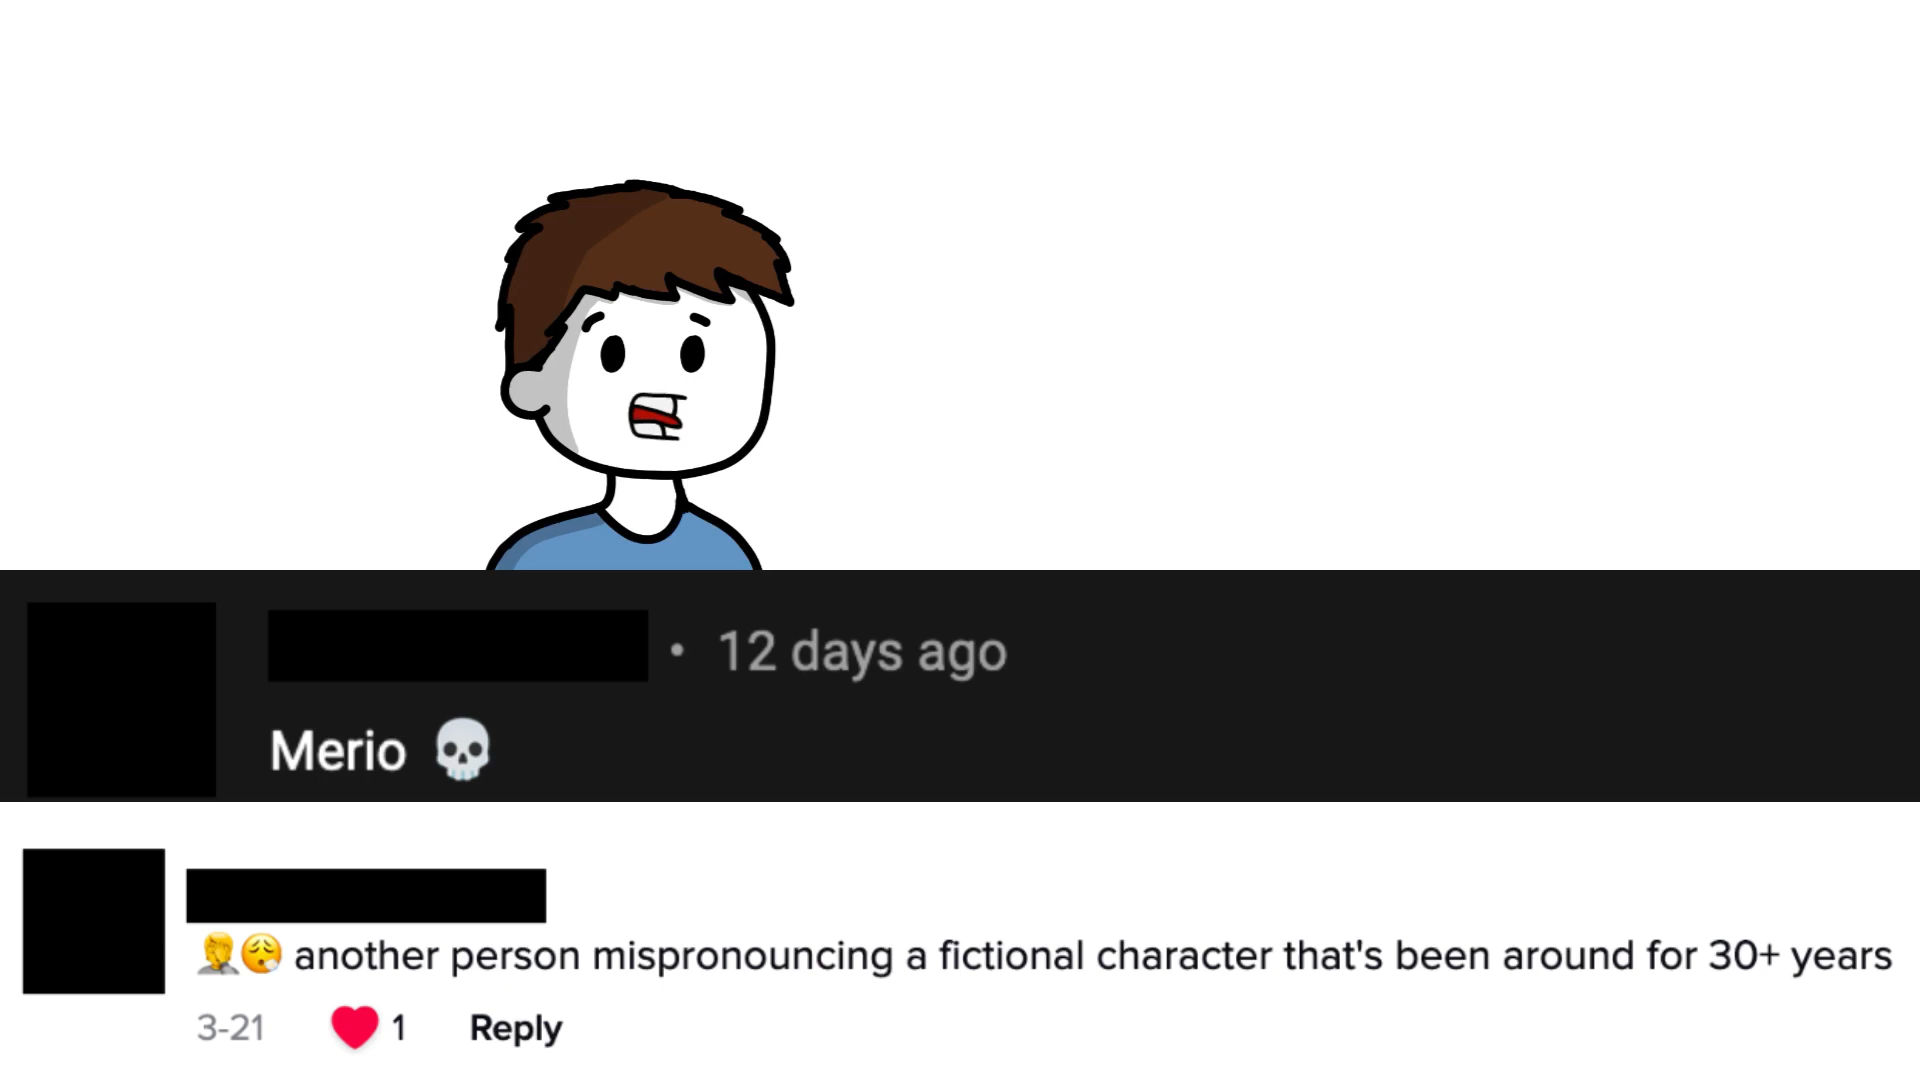 • 12 days ago
Merio 💀
🤦😮‍💨 another person mispronouncing a fictional character that's been around for 30+ years
3-21 ❤️ 1 Reply